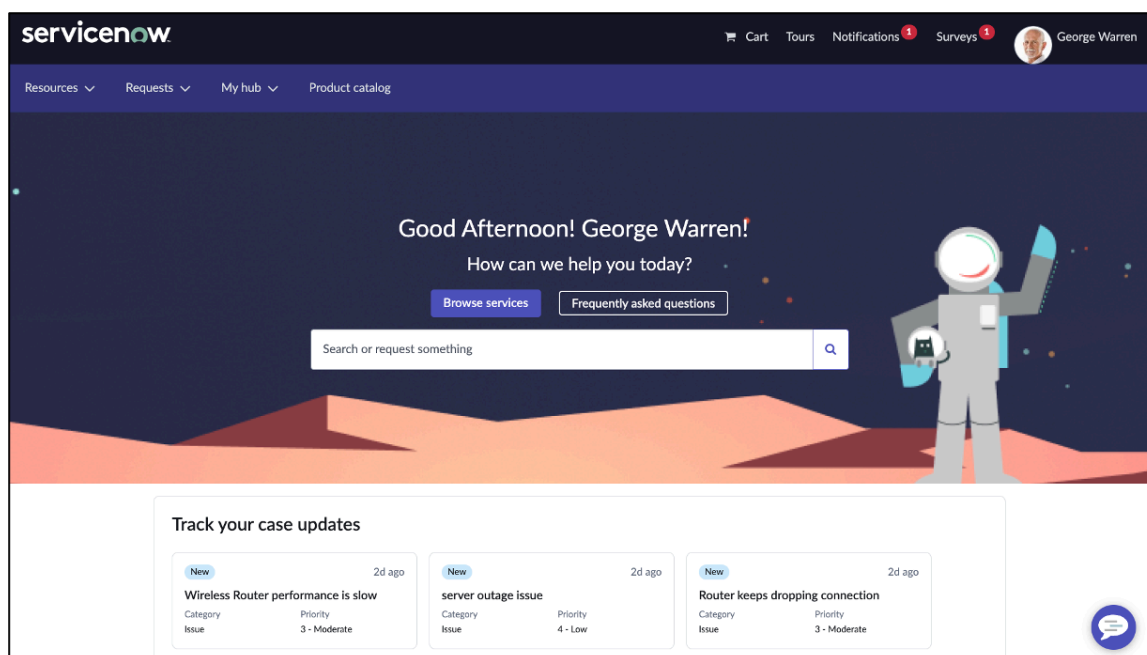 servicenow
Cart Tours Notifications 1 Surveys 1 George Warren
Resources Requests My hub Product catalog
Good Afternoon! George Warren!
How can we help you today?
Browse services Frequently asked questions
Search or request something
Track your case updates
New 2d ago
Wireless Router performance is slow
Category Priority
Issue 3 - Moderate
New 2d ago
server outage issue
Category Priority
Issue 4 - Low
New 2d ago
Router keeps dropping connection
Category Priority
Issue 3 - Moderate